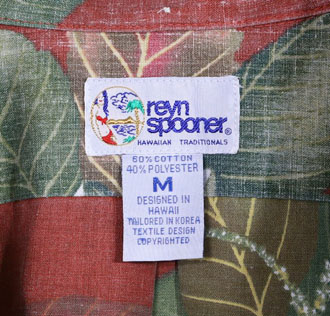 reyn
spooner®
HAWAIIAN TRADITIONALS
60% COTTON
40% POLYESTER
M
DESIGNED IN
HAWAII
TAILORED IN KOREA
TEXTILE DESIGN
COPYRIGHTED